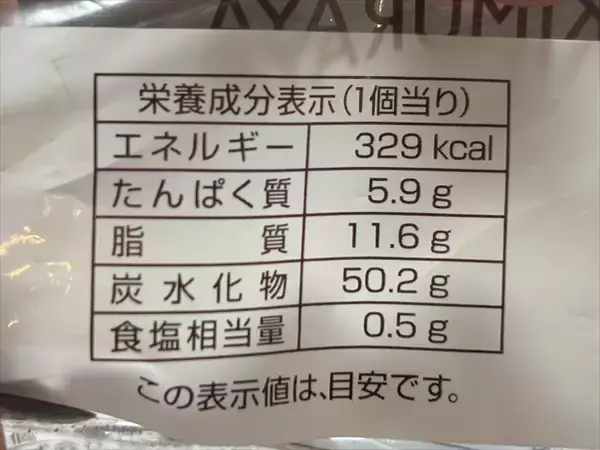 KIMURAYA
栄養成分表示(1個当り)
エネルギー 329 kcal
たんぱく質 5.9 g
脂質 11.6 g
炭水化物 50.2 g
食塩相当量 0.5 g
この表示値は、目安です。